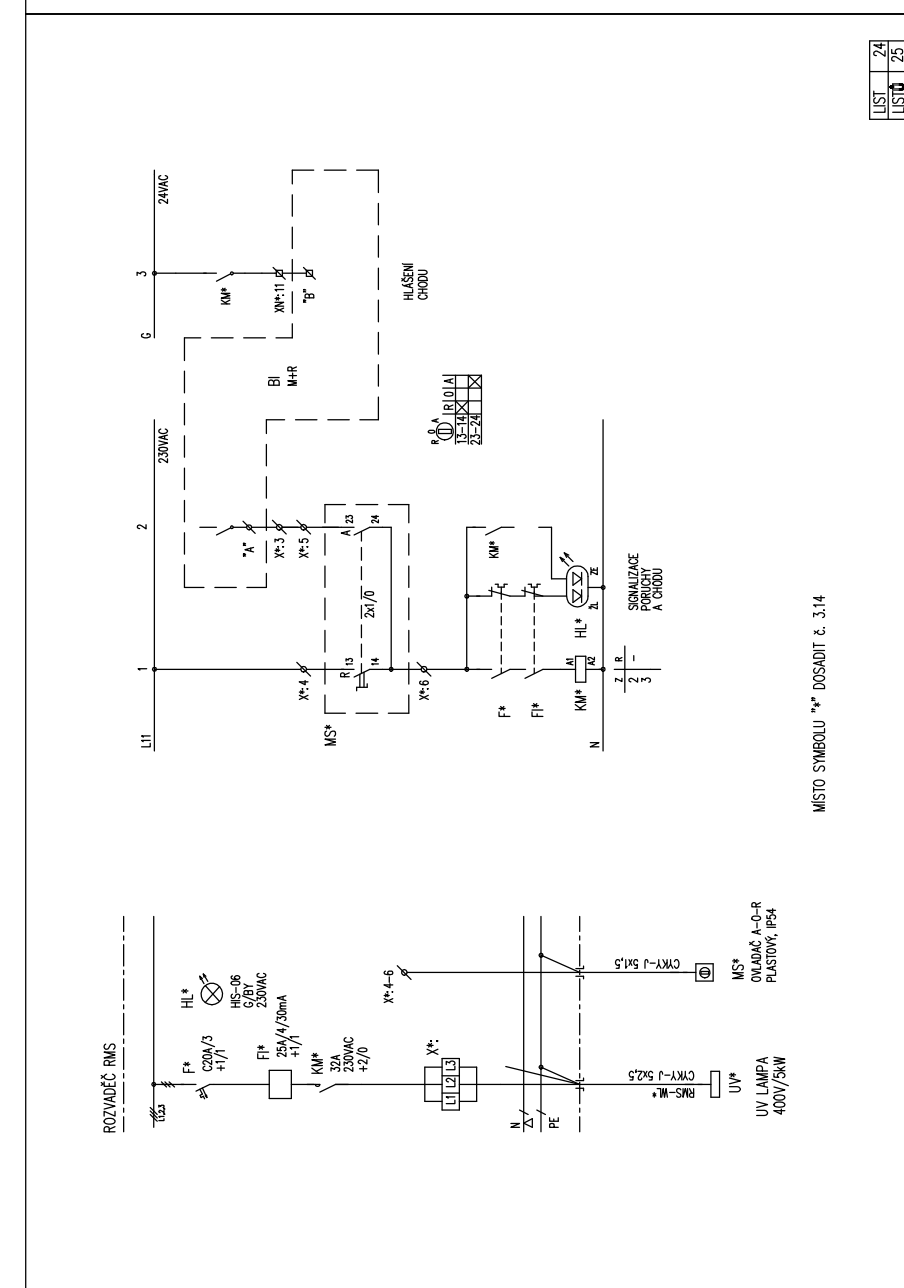 ROZVADĚČ RMS
L1,2,3
F*
C20A/3
+1/1
HL*
HIS-06
G/BY
230VAC
FI*
25A/4/30mA
+1/1
KM*
32A
230VAC
+2/0
X*:
L1 L2 L3
X*:4-6
N
PE
RMS-WL*
CYKY-J 5x2,5
CYKY-J 5x1,5
UV*
UV LAMPA
400V/5kW
MS*
OVLADAČ A-O-R
PLASTOVÝ, IP54
L11
1
2
230VAC
G
3
24VAC
"A"
X*:3
X*:5
X*:4
MS*
R 13
14
2x1/0
A 23
24
X*:6
KM*
XN*:11
"B"
BI
M+R
HLÁŠENÍ
CHODU
R 0 A
R 0 A
13-14
23-24
F*
FI*
KM*
A1
A2
KM*
HL*
ZL
ZE
N
SIGNALIZACE
PORUCHY
A CHODU
Z R
2 -
3
MÍSTO SYMBOLU "*" DOSADIT č. 3.14
LIST 24
LISTŮ 25